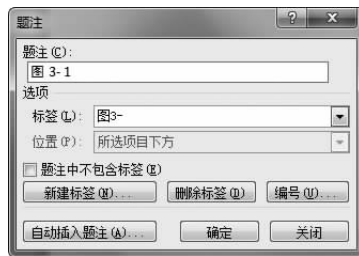 题注
题注(C):
图 3- 1
选项
标签(L): 图3-
位置(P): 所选项目下方
题注中不包含标签(E)
新建标签(N)... 删除标签(D) 编号(U)...
自动插入题注(A)... 确定 关闭